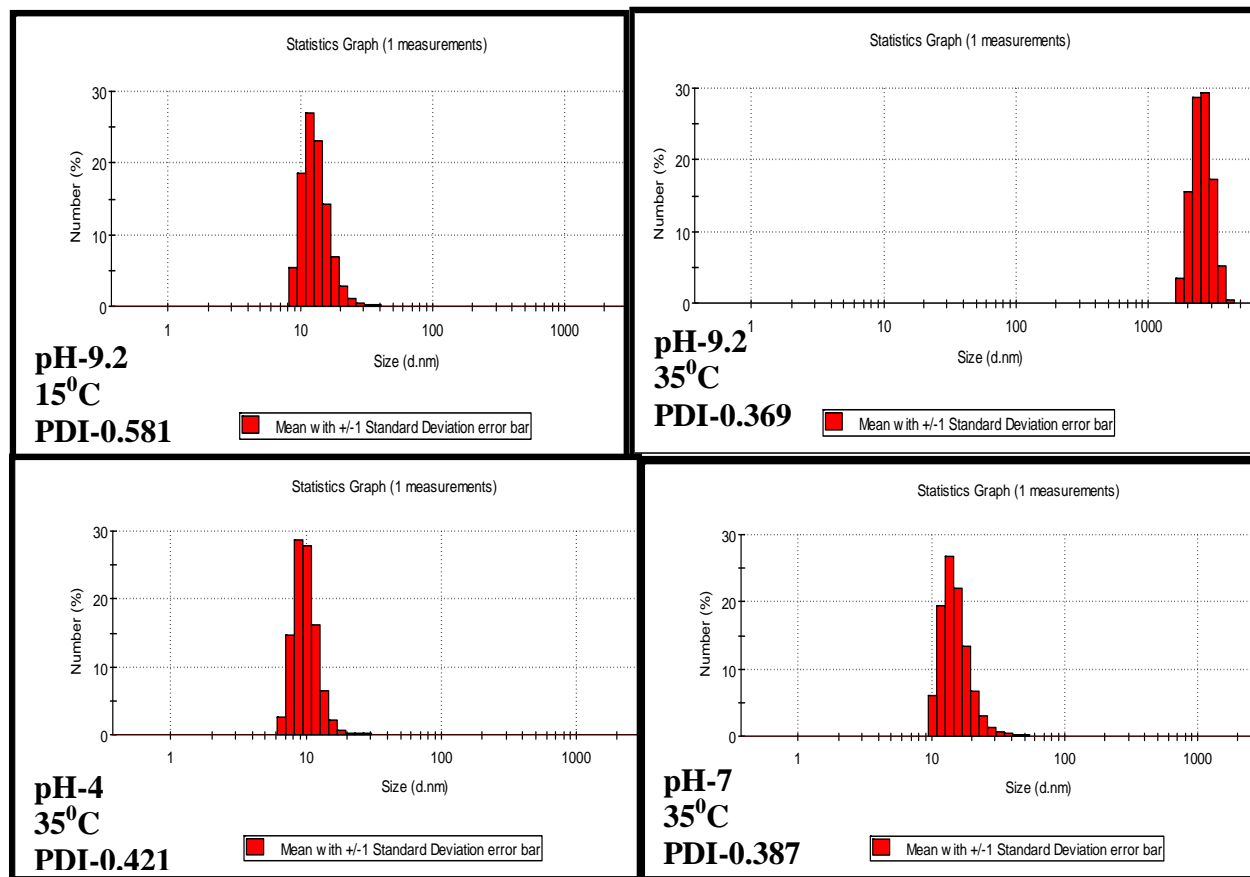 Statistics Graph (1 measurements)
30
20
10
0
Number (%)
1
10
100
1000
Size (d.nm)
pH-9.2
15⁰C
PDI-0.581
Mean with +/-1 Standard Deviation error bar
Statistics Graph (1 measurements)
30
20
10
0
Number (%)
1
10
100
1000
Size (d.nm)
pH-9.2
35⁰C
PDI-0.369
Mean with +/-1 Standard Deviation error bar
Statistics Graph (1 measurements)
30
20
10
0
Number (%)
1
10
100
1000
Size (d.nm)
pH-4
35⁰C
PDI-0.421
Mean with +/-1 Standard Deviation error bar
Statistics Graph (1 measurements)
30
20
10
0
Number (%)
1
10
100
1000
Size (d.nm)
pH-7
35⁰C
PDI-0.387
Mean with +/-1 Standard Deviation error bar